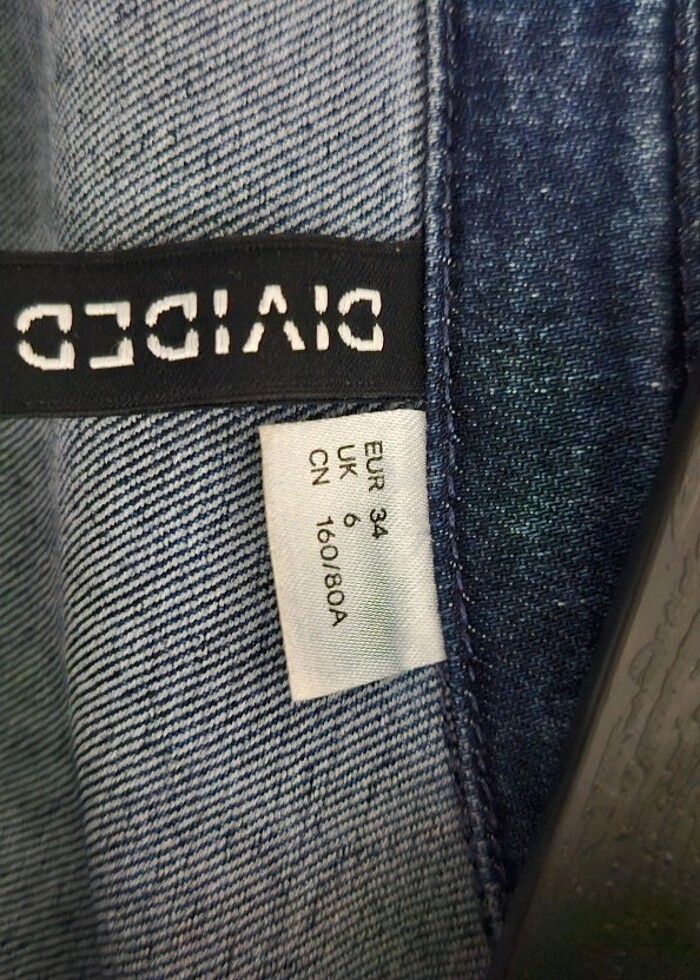 DIVIDED
EUR 34
UK 6
CN 160/80A